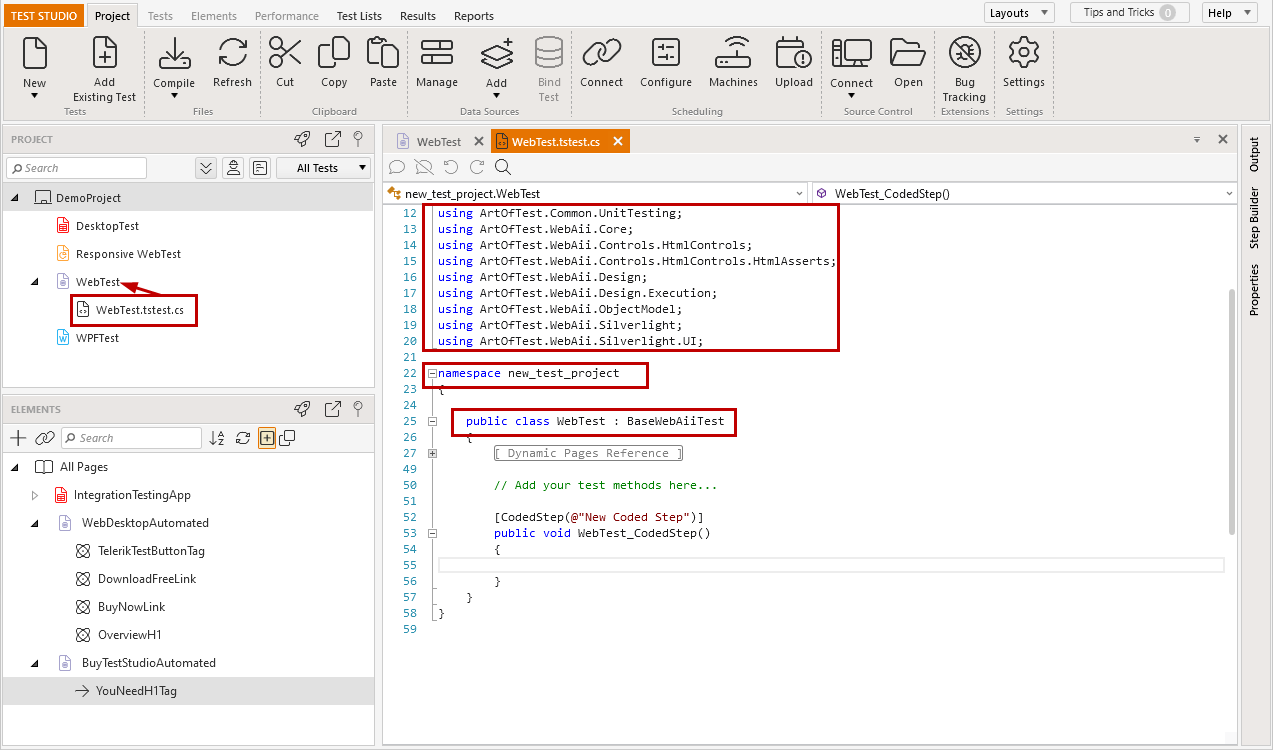 TEST STUDIO Project Tests Elements Performance Test Lists Results Reports Layouts Tips and Tricks 0 Help
New Add Existing Test Compile Refresh Cut Copy Paste Manage Add Bind Test Connect Configure Machines Upload Connect Open Bug Tracking Settings
Tests Files Clipboard Data Sources Scheduling Source Control Extensions Settings
PROJECT
Search All Tests
DemoProject
DesktopTest
Responsive WebTest
WebTest
WebTest.tstest.cs
WPFTest
ELEMENTS
Search
All Pages
IntegrationTestingApp
WebDesktopAutomated
TelerikTestButtonTag
DownloadFreeLink
BuyNowLink
OverviewH1
BuyTestStudioAutomated
YouNeedH1Tag
WebTest WebTest.tstest.cs
new_test_project.WebTest WebTest_CodedStep()
12 using ArtOfTest.Common.UnitTesting;
13 using ArtOfTest.WebAii.Core;
14 using ArtOfTest.WebAii.Controls.HtmlControls;
15 using ArtOfTest.WebAii.Controls.HtmlControls.HtmlAsserts;
16 using ArtOfTest.WebAii.Design;
17 using ArtOfTest.WebAii.Design.Execution;
18 using ArtOfTest.WebAii.ObjectModel;
19 using ArtOfTest.WebAii.Silverlight;
20 using ArtOfTest.WebAii.Silverlight.UI;
21
22 namespace new_test_project
23 {
24
25 public class WebTest : BaseWebAiiTest
26 {
27 [ Dynamic Pages Reference ]
49
50 // Add your test methods here...
51
52 [CodedStep(@"New Coded Step")]
53 public void WebTest_CodedStep()
54 {
55
56 }
57 }
58 }
59
Output
Step Builder
Properties